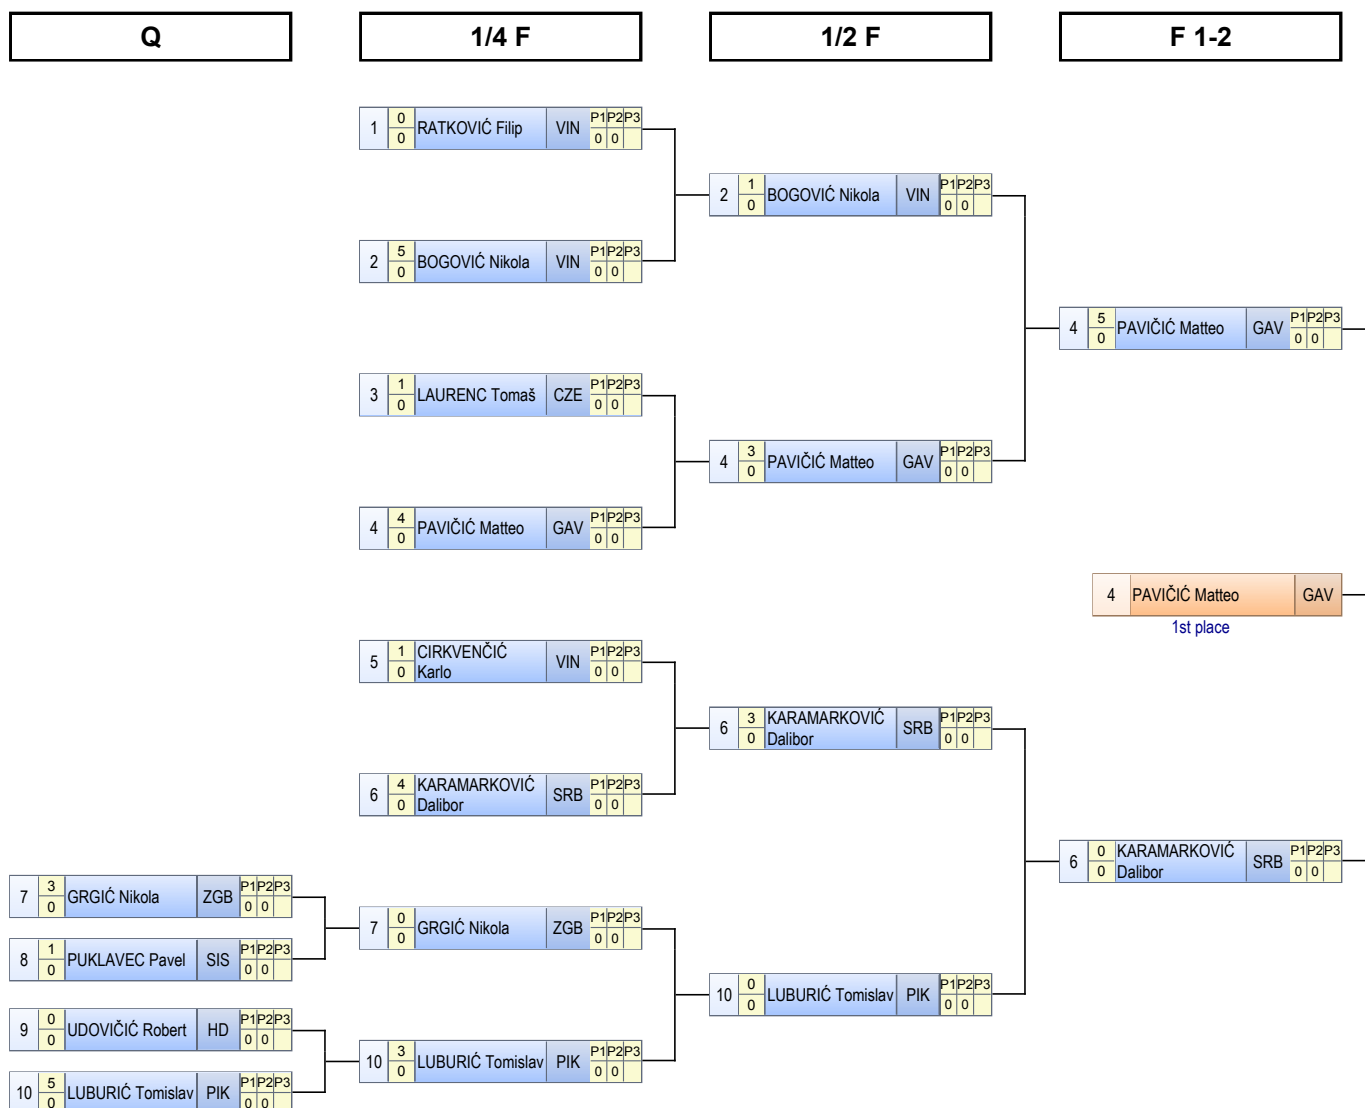 Q 1/4 F 1/2 F F 1-2
1 0 0 RATKOVIĆ Filip VIN P1 P2 P3 0 0
2 1 0 BOGOVIĆ Nikola VIN P1 P2 P3 0 0
2 5 0 BOGOVIĆ Nikola VIN P1 P2 P3 0 0
4 5 0 PAVIČIĆ Matteo GAV P1 P2 P3 0 0
3 1 0 LAURENC Tomaš CZE P1 P2 P3 0 0
4 3 0 PAVIČIĆ Matteo GAV P1 P2 P3 0 0
4 4 0 PAVIČIĆ Matteo GAV P1 P2 P3 0 0
4 PAVIČIĆ Matteo GAV
1st place
5 1 0 CIRKVENČIĆ Karlo VIN P1 P2 P3 0 0
6 3 0 KARAMARKOVIĆ Dalibor SRB P1 P2 P3 0 0
6 4 0 KARAMARKOVIĆ Dalibor SRB P1 P2 P3 0 0
6 0 0 KARAMARKOVIĆ Dalibor SRB P1 P2 P3 0 0
7 3 0 GRGIĆ Nikola ZGB P1 P2 P3 0 0
7 0 0 GRGIĆ Nikola ZGB P1 P2 P3 0 0
8 1 0 PUKLAVEC Pavel SIS P1 P2 P3 0 0
10 0 0 LUBURIĆ Tomislav PIK P1 P2 P3 0 0
9 0 0 UDOVIČIĆ Robert HD P1 P2 P3 0 0
10 3 0 LUBURIĆ Tomislav PIK P1 P2 P3 0 0
10 5 0 LUBURIĆ Tomislav PIK P1 P2 P3 0 0